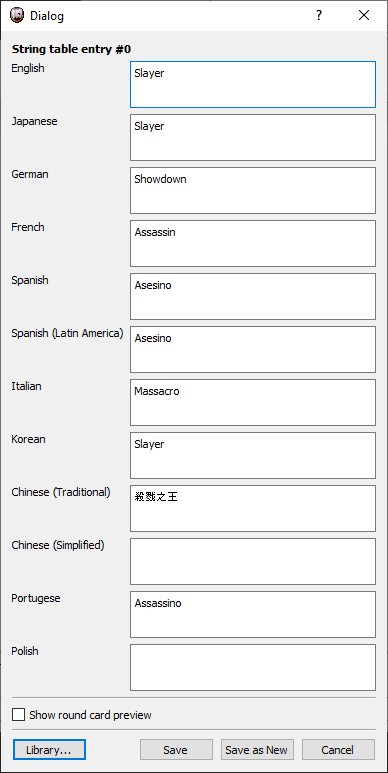 Dialog
String table entry #0
English
Slayer
Japanese
Slayer
German
Showdown
French
Assassin
Spanish
Asesino
Spanish (Latin America)
Asesino
Italian
Massacro
Korean
Slayer
Chinese (Traditional)
殺戮之王
Chinese (Simplified)
Portugese
Assassino
Polish
Show round card preview
Library...
Save
Save as New
Cancel